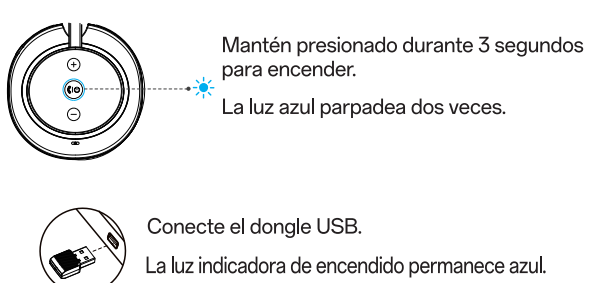 Mantén presionado durante 3 segundos
para encender.
La luz azul parpadea dos veces.
Conecte el dongle USB.
La luz indicadora de encendido permanece azul.